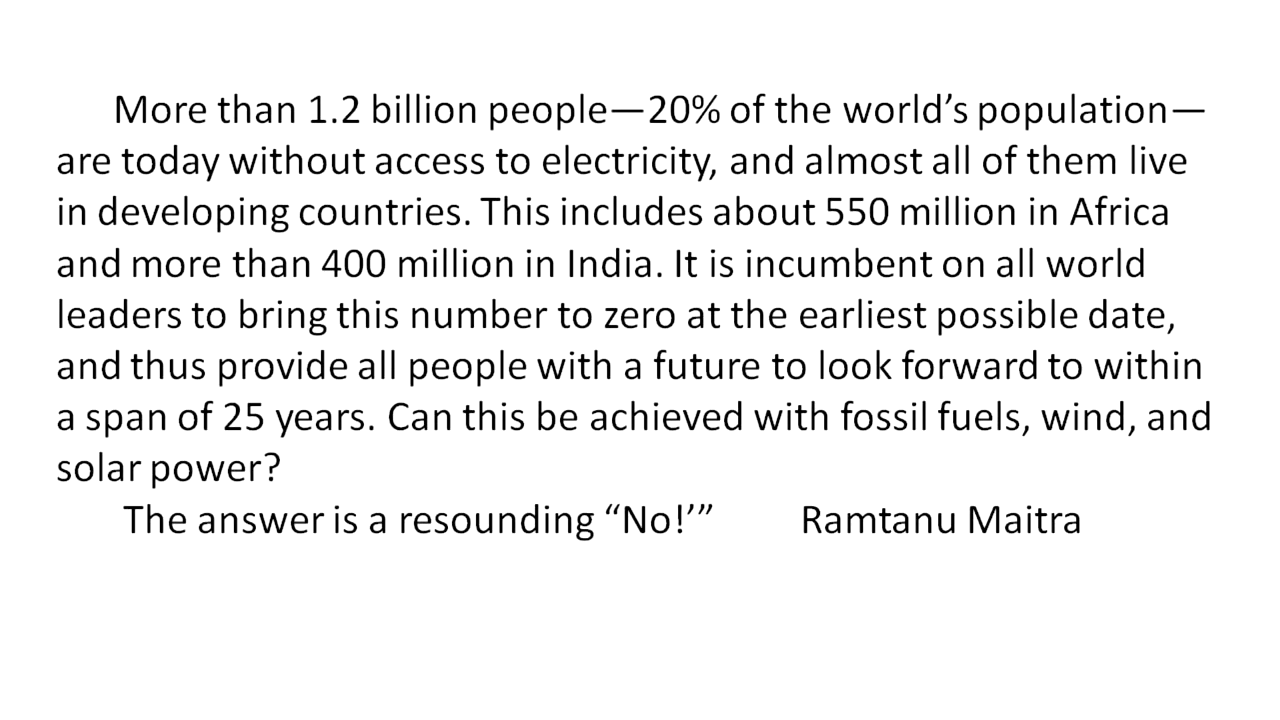 More than 1.2 billion people—20% of the world’s population—
are today without access to electricity, and almost all of them live
in developing countries. This includes about 550 million in Africa
and more than 400 million in India. It is incumbent on all world
leaders to bring this number to zero at the earliest possible date,
and thus provide all people with a future to look forward to within
a span of 25 years. Can this be achieved with fossil fuels, wind, and
solar power?
The answer is a resounding “No!’” Ramtanu Maitra